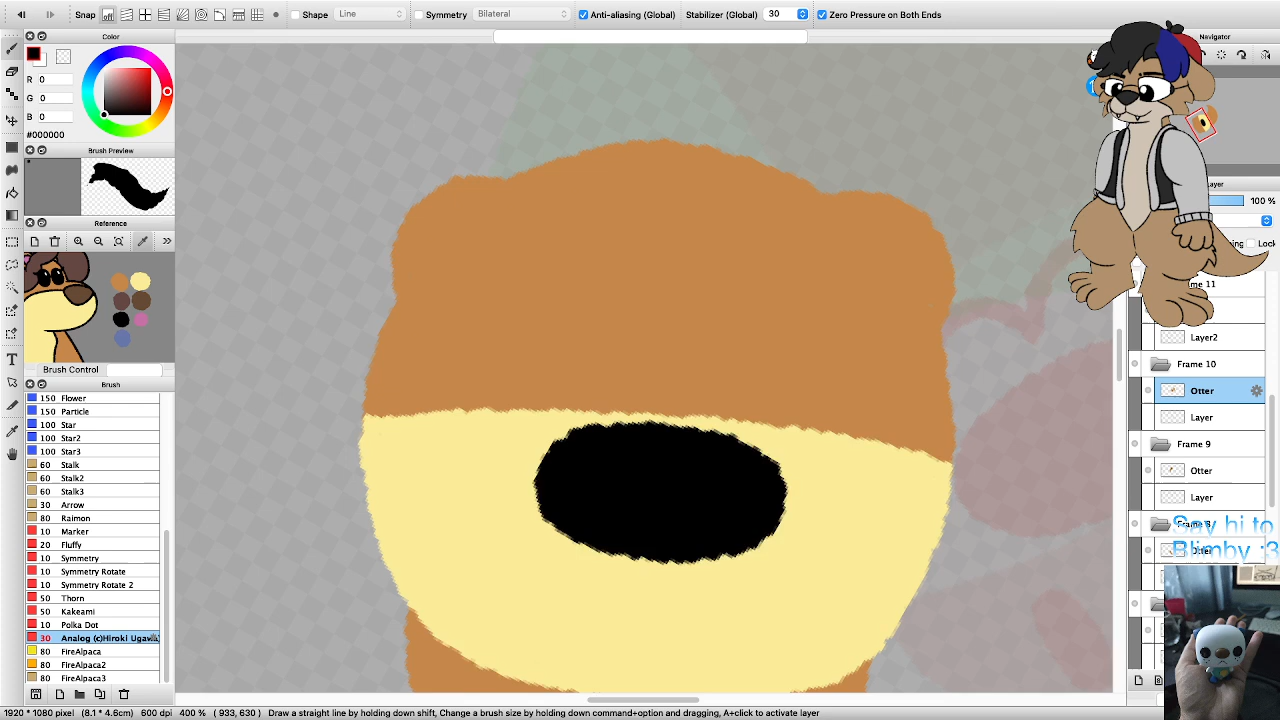 Snap
Shape
Line
Symmetry
Bilateral
Anti-aliasing (Global)
Stabilizer (Global)
30
Zero Pressure on Both Ends
Color
Navigator
R 0
G 0
B 0
#000000
Brush Preview
Reference
Brush Control
Brush
150 Flower
150 Particle
100 Star
100 Star2
100 Star3
60 Stalk
60 Stalk2
60 Stalk3
30 Arrow
80 Raimon
10 Marker
20 Fluffy
10 Symmetry
10 Symmetry Rotate
10 Symmetry Rotate 2
50 Thorn
50 Kakeami
10 Polka Dot
30 Analog (c)Hiroki Ugawa
80 FireAlpaca
80 FireAlpaca2
80 FireAlpaca3
Layer
100 %
Lock
Layer2
Frame 10
Otter
Layer
Frame 9
Otter
Layer
Say hi to
Blimby :3
1920 * 1080 pixel (8.1 * 4.6cm) 600 dpi 400 % ( 933, 630 ) Draw a straight line by holding down shift, Change a brush size by holding down command+option and dragging, A+click to activate layer